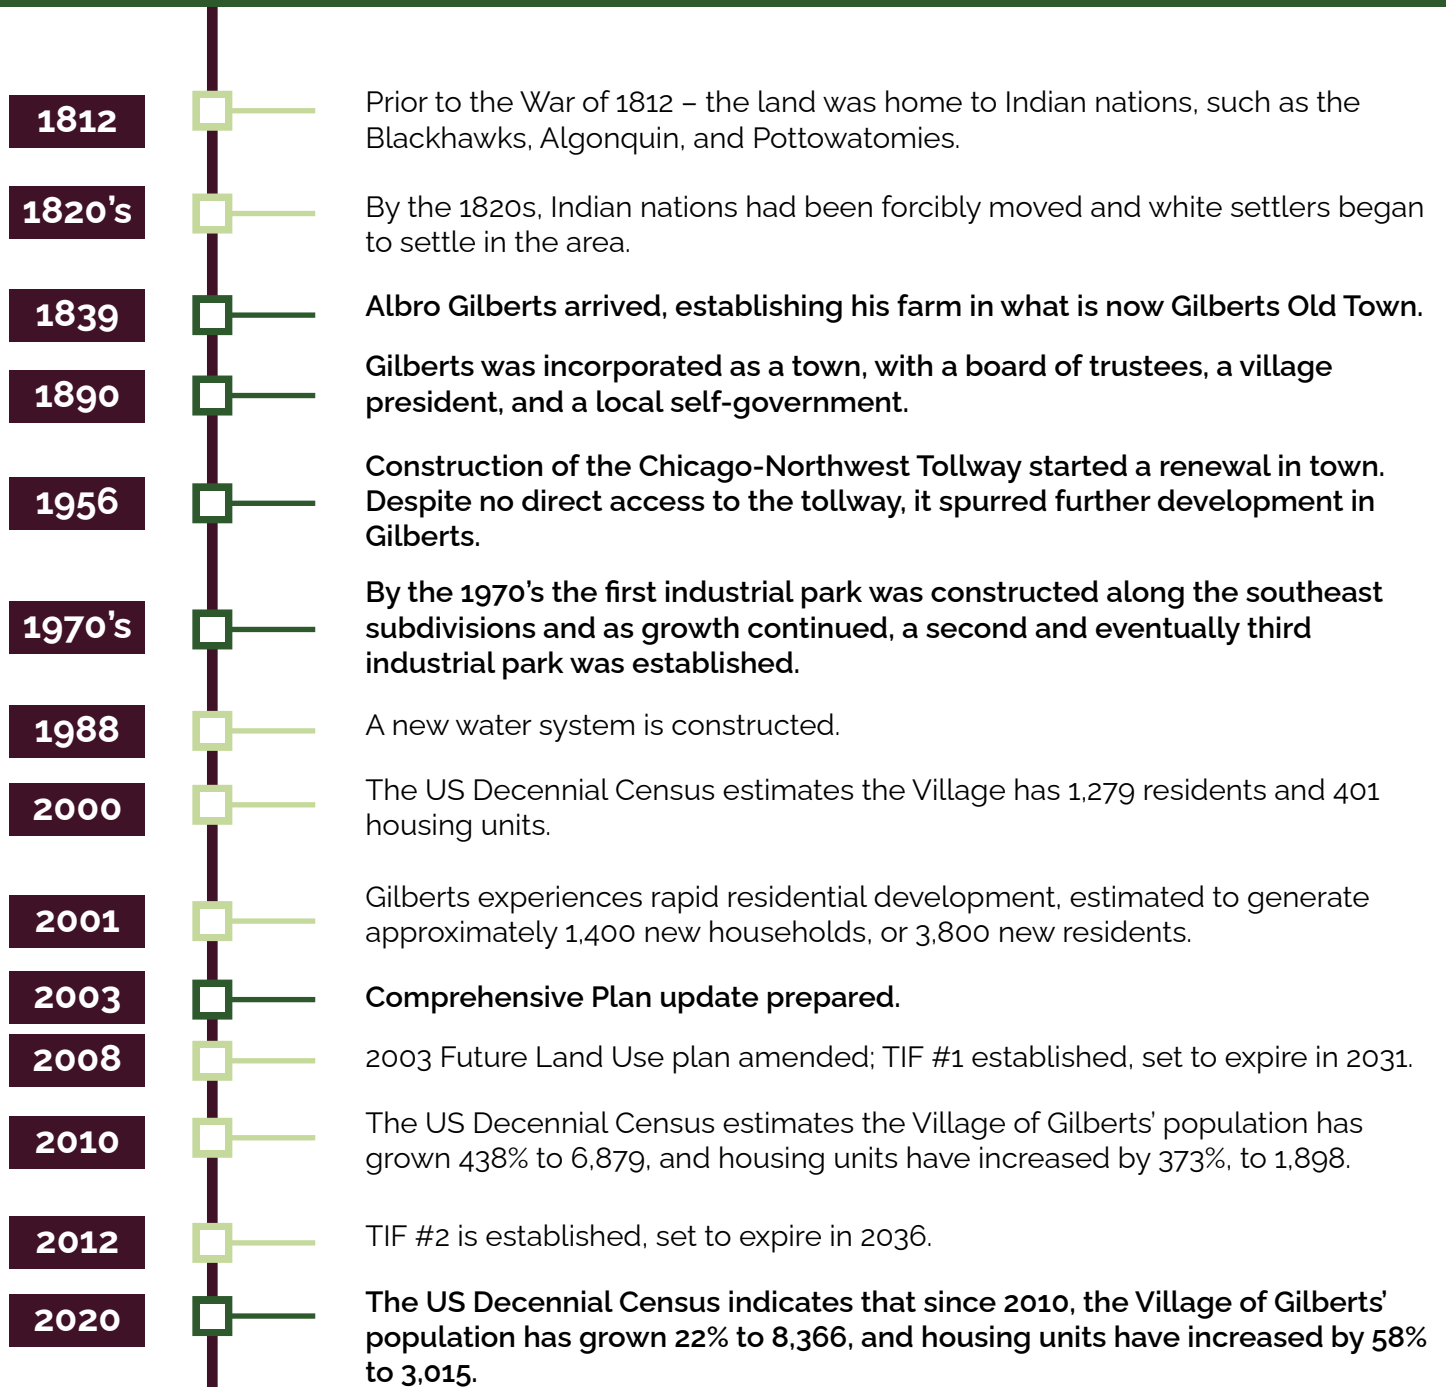 1812
Prior to the War of 1812 – the land was home to Indian nations, such as the
Blackhawks, Algonquin, and Pottowatomies.
1820's
By the 1820s, Indian nations had been forcibly moved and white settlers began
to settle in the area.
1839
Albro Gilberts arrived, establishing his farm in what is now Gilberts Old Town.
1890
Gilberts was incorporated as a town, with a board of trustees, a village
president, and a local self-government.
1956
Construction of the Chicago-Northwest Tollway started a renewal in town.
Despite no direct access to the tollway, it spurred further development in
Gilberts.
1970's
By the 1970's the first industrial park was constructed along the southeast
subdivisions and as growth continued, a second and eventually third
industrial park was established.
1988
A new water system is constructed.
2000
The US Decennial Census estimates the Village has 1,279 residents and 401
housing units.
2001
Gilberts experiences rapid residential development, estimated to generate
approximately 1,400 new households, or 3,800 new residents.
2003
Comprehensive Plan update prepared.
2008
2003 Future Land Use plan amended; TIF #1 established, set to expire in 2031.
2010
The US Decennial Census estimates the Village of Gilberts' population has
grown 438% to 6,879, and housing units have increased by 373%, to 1,898.
2012
TIF #2 is established, set to expire in 2036.
2020
The US Decennial Census indicates that since 2010, the Village of Gilberts'
population has grown 22% to 8,366, and housing units have increased by 58%
to 3,015.